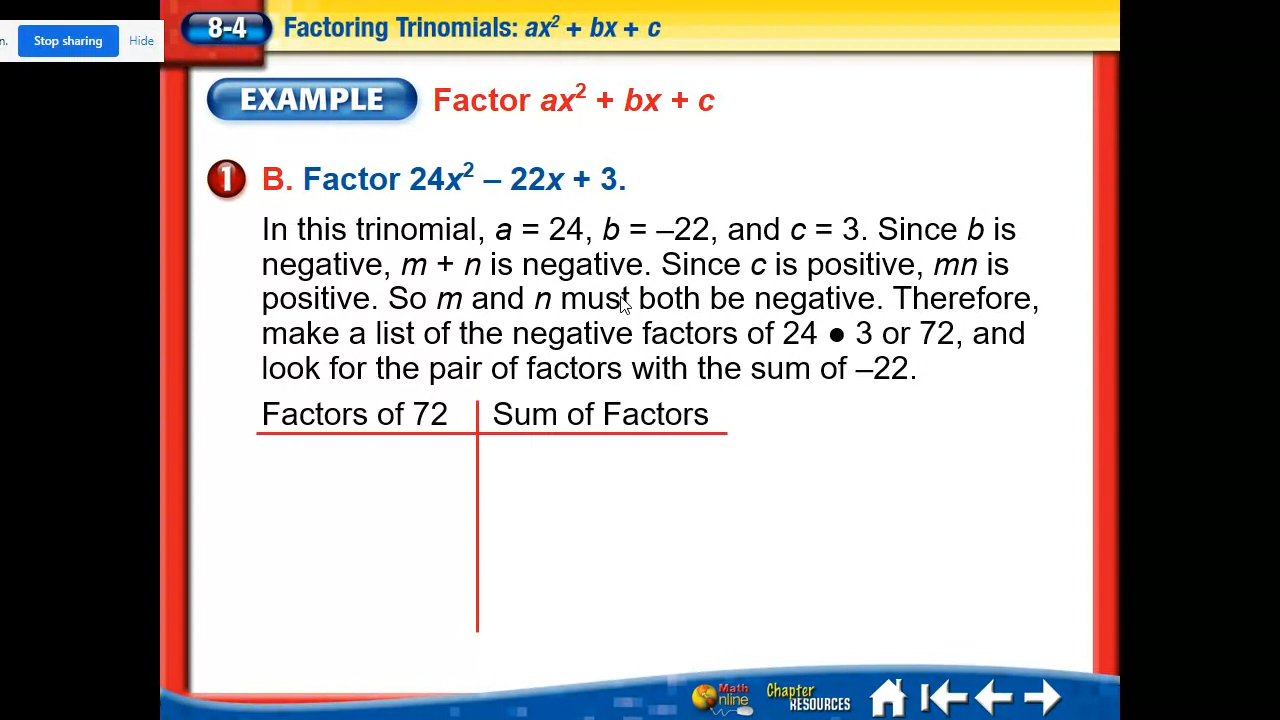 8-4 Factoring Trinomials: ax² + bx + c
n. Stop sharing Hide
EXAMPLE Factor ax² + bx + c
1 B. Factor 24x² – 22x + 3.
In this trinomial, a = 24, b = –22, and c = 3. Since b is
negative, m + n is negative. Since c is positive, mn is
positive. So m and n must both be negative. Therefore,
make a list of the negative factors of 24 ● 3 or 72, and
look for the pair of factors with the sum of –22.
Factors of 72 Sum of Factors
Math
nline
Chapter
RESOURCES